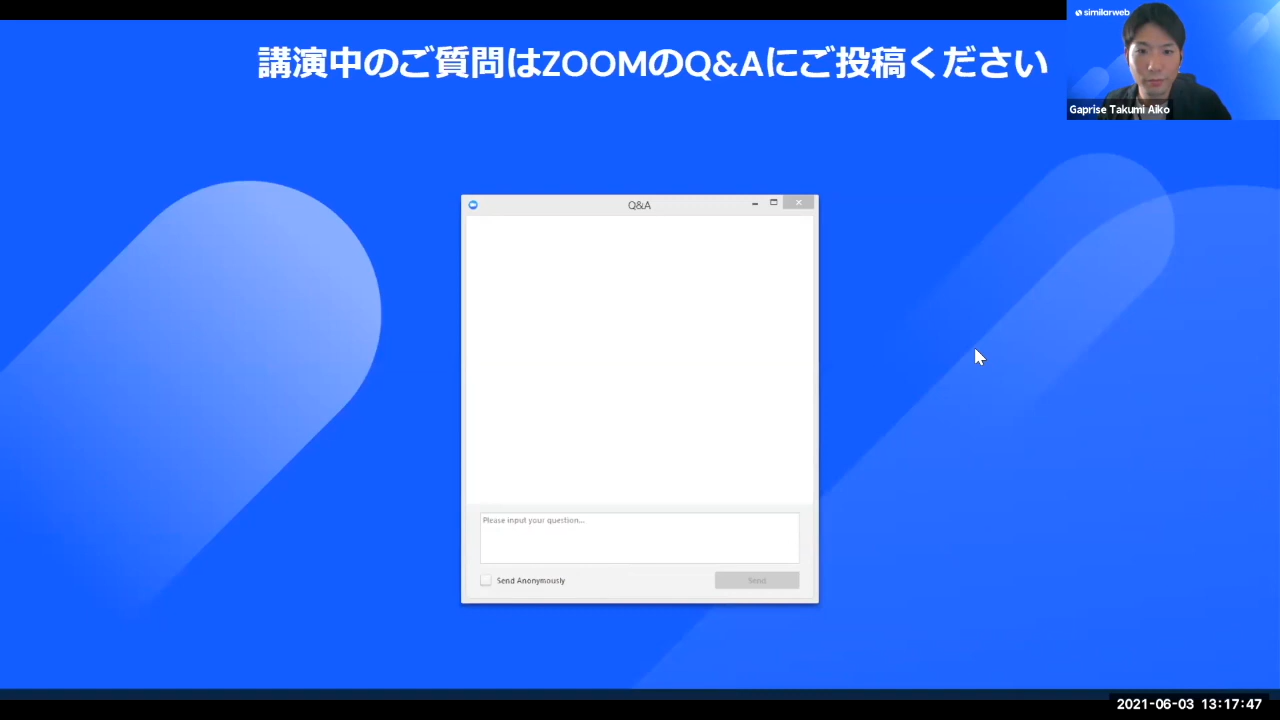 similarweb
講演中のご質問はZOOMのQ&Aにご投稿ください
Gaprise Takumi Aiko
Q&A
Please input your question...
Send Anonymously
Send
2021-06-03 13:17:47